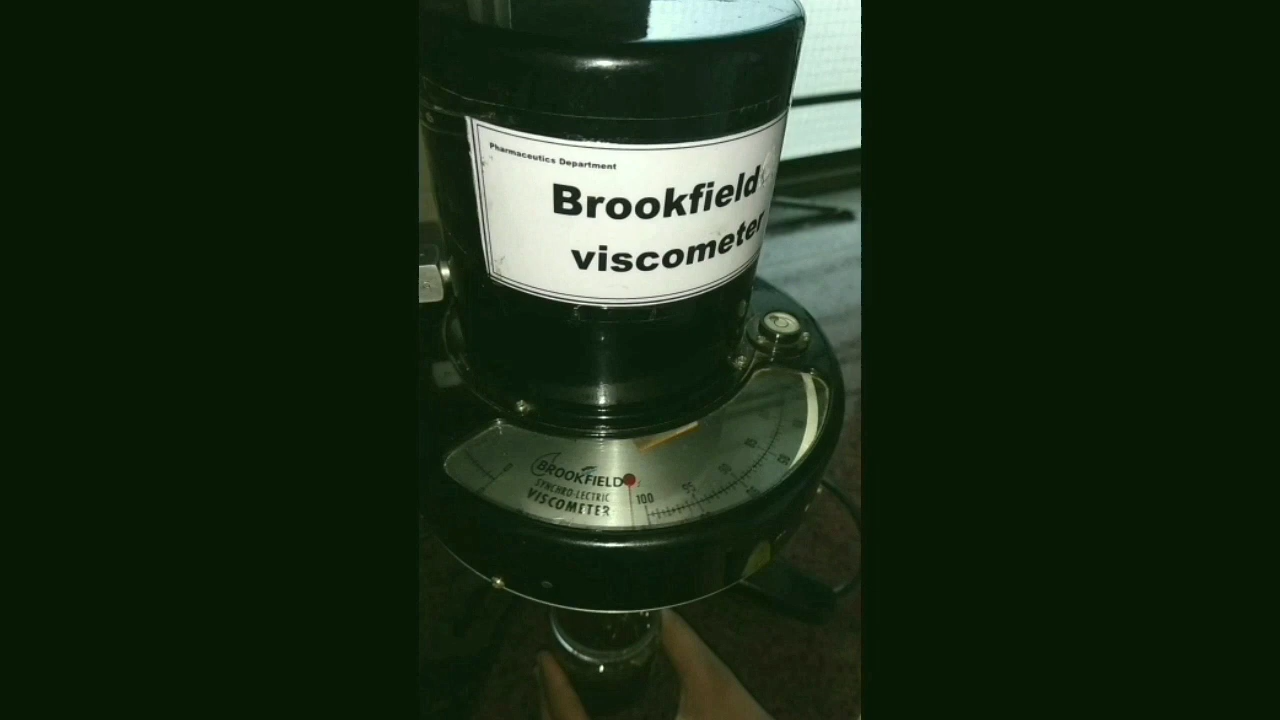 Pharmaceutics Department
Brookfield
viscometer
BROOKFIELD
SYNCHRO-LECTRIC
VISCOMETER
100